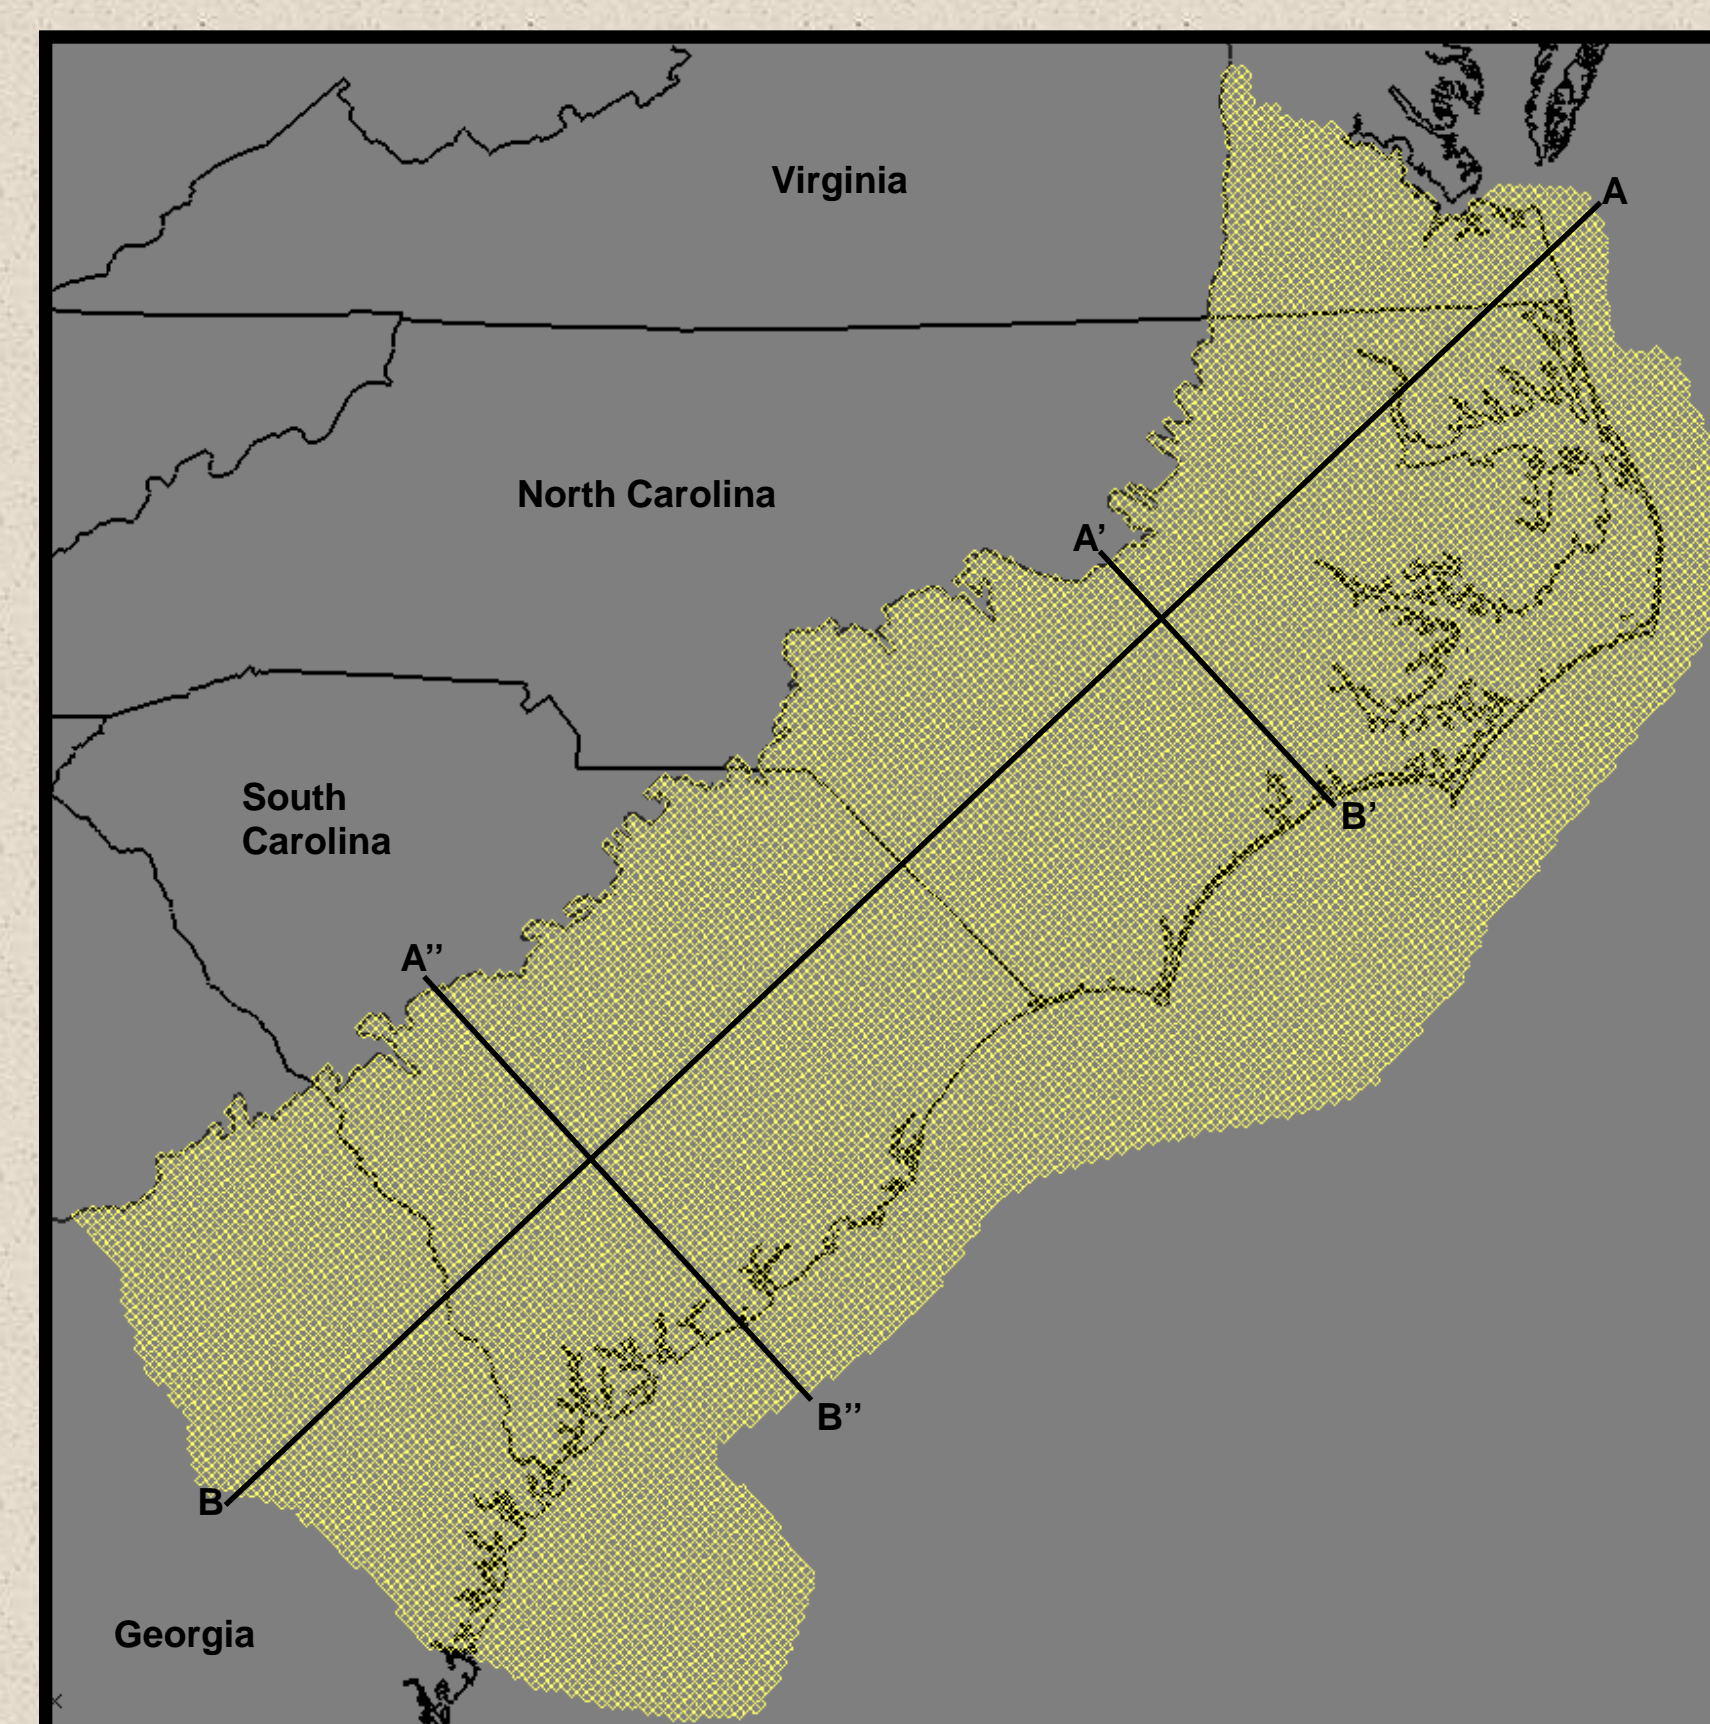 Virginia
A
North Carolina
A’
South
Carolina
B’
A’’
B’’
B
Georgia